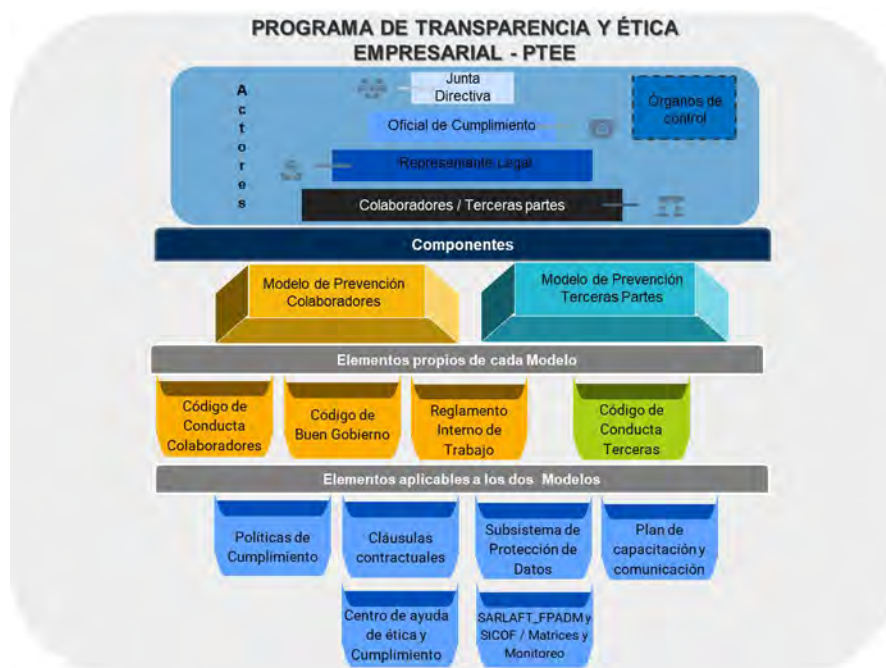 PROGRAMA DE TRANSPARENCIA Y ÉTICA
EMPRESARIAL - PTEE
Actores
Junta
Directiva
Órganos de
control
Oficial de Cumplimiento
Representante Legal
Colaboradores / Terceras partes
Componentes
Modelo de Prevención
Colaboradores
Modelo de Prevención
Terceras Partes
Elementos propios de cada Modelo
Código de
Conducta
Colaboradores
Código de
Buen Gobierno
Reglamento
Interno de
Trabajo
Código de
Conducta
Terceras
Elementos aplicables a los dos Modelos
Políticas de
Cumplimiento
Cláusulas
contractuales
Subsistema de
Protección de
Datos
Plan de
capacitación y
comunicación
Centro de ayuda
de ética y
Cumplimiento
SARLAFT_FPADM y
SICOF / Matrices y
Monitoreo